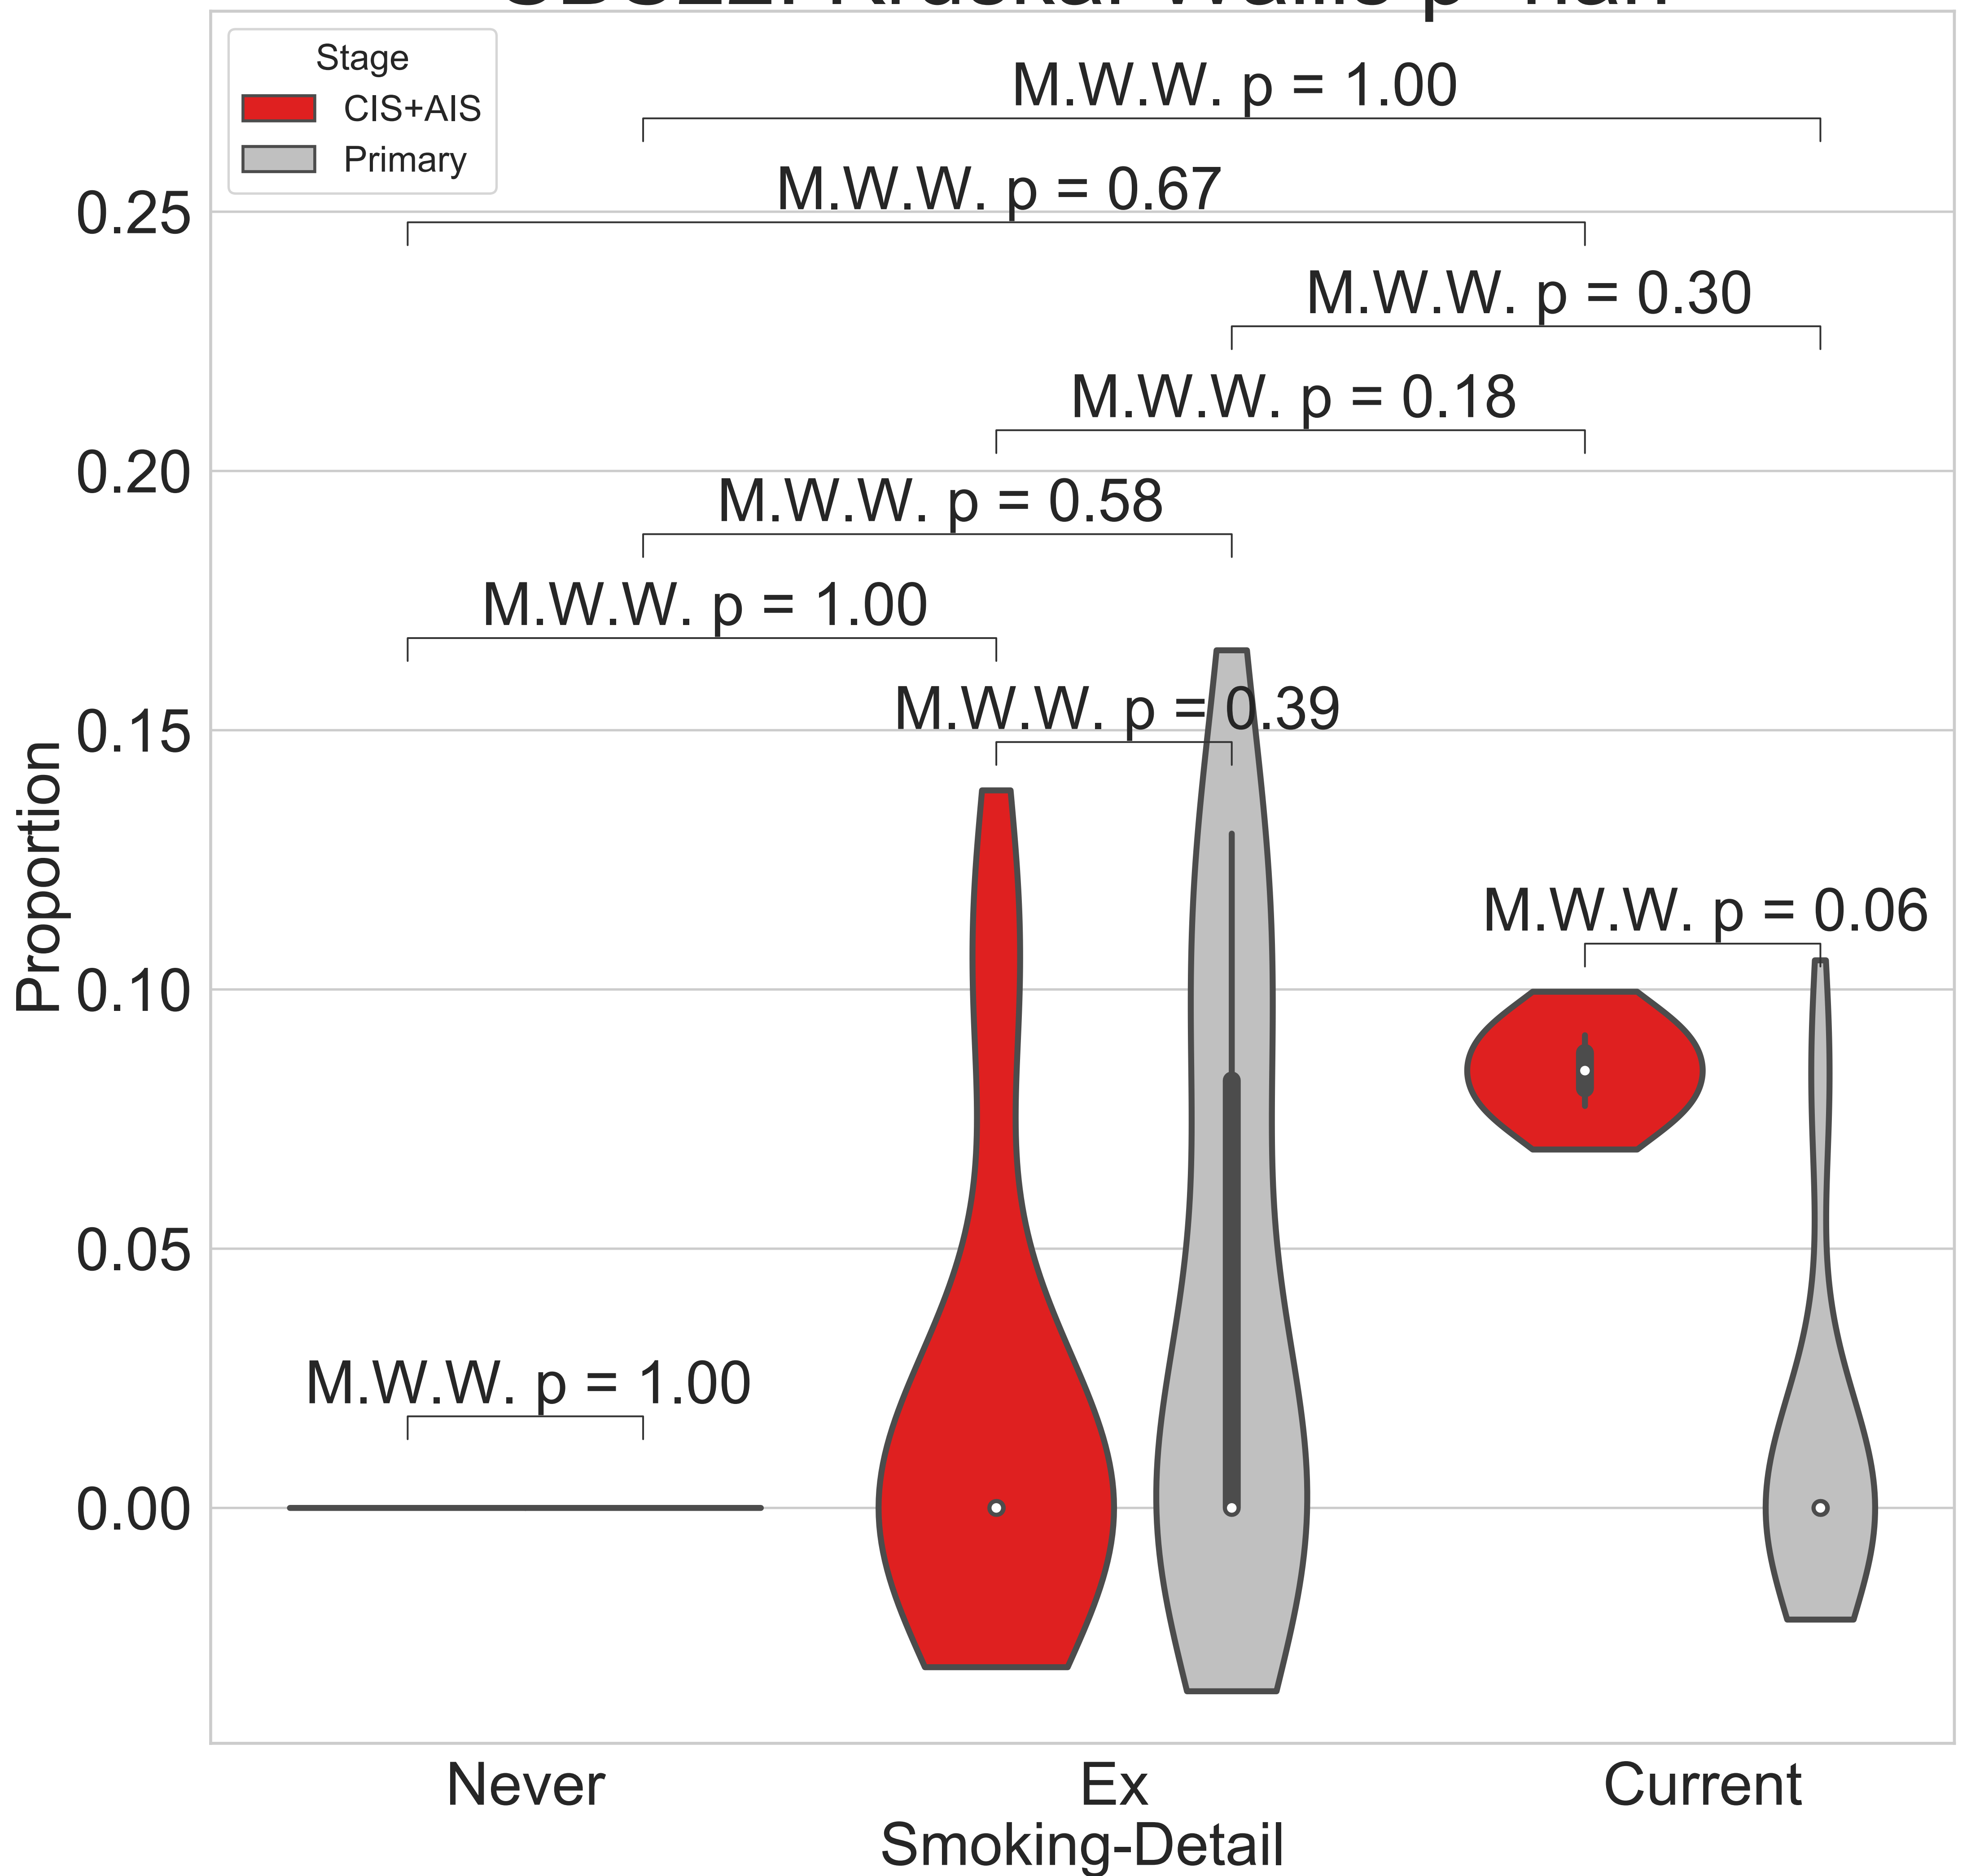 Stage
CIS+AIS
Primary
M.W.W. p = 1.00
M.W.W. p = 0.67
0.25
M.W.W. p = 0.30
M.W.W. p = 0.18
0.20
M.W.W. p = 0.58
M.W.W. p = 1.00
M.W.W. p = 0.39
0.15
Proportion
M.W.W. p = 0.06
0.10
0.05
M.W.W. p = 1.00
0.00
Never
Ex
Current
Smoking-Detail